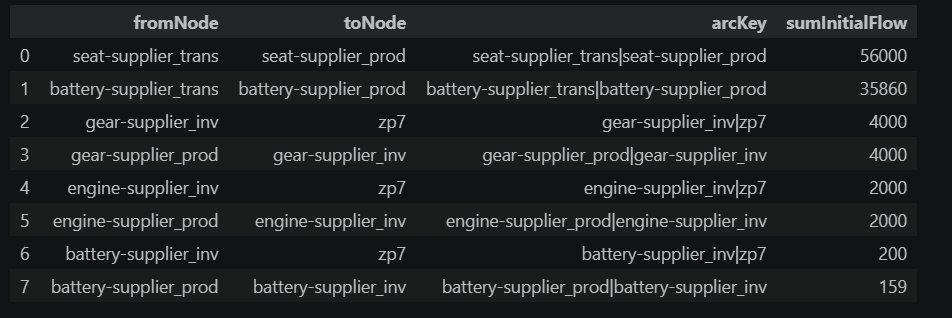 fromNode toNode arcKey sumInitialFlow
0 seat-supplier_trans seat-supplier_prod seat-supplier_trans|seat-supplier_prod 56000
1 battery-supplier_trans battery-supplier_prod battery-supplier_trans|battery-supplier_prod 35860
2 gear-supplier_inv zp7 gear-supplier_inv|zp7 4000
3 gear-supplier_prod gear-supplier_inv gear-supplier_prod|gear-supplier_inv 4000
4 engine-supplier_inv zp7 engine-supplier_inv|zp7 2000
5 engine-supplier_prod engine-supplier_inv engine-supplier_prod|engine-supplier_inv 2000
6 battery-supplier_inv zp7 battery-supplier_inv|zp7 200
7 battery-supplier_prod battery-supplier_inv battery-supplier_prod|battery-supplier_inv 159